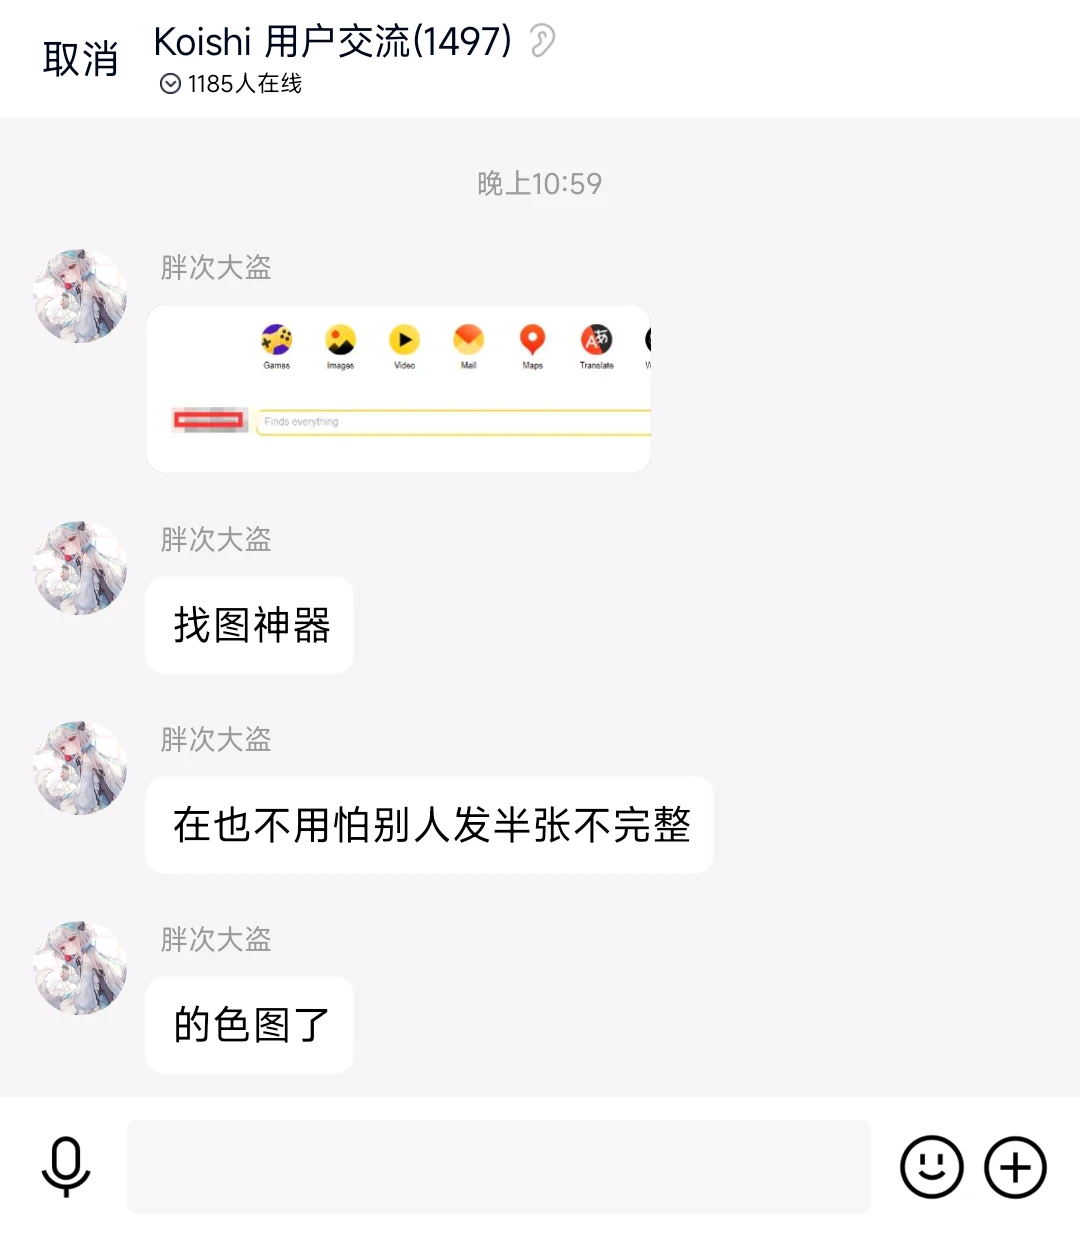 取消
Koishi 用户交流(1497)
1185人在线
晚上10:59
胖次大盗
Games Images Video Mail Maps Translate
Finds everything
胖次大盗
找图神器
胖次大盗
在也不用怕别人发半张不完整
胖次大盗
的色图了